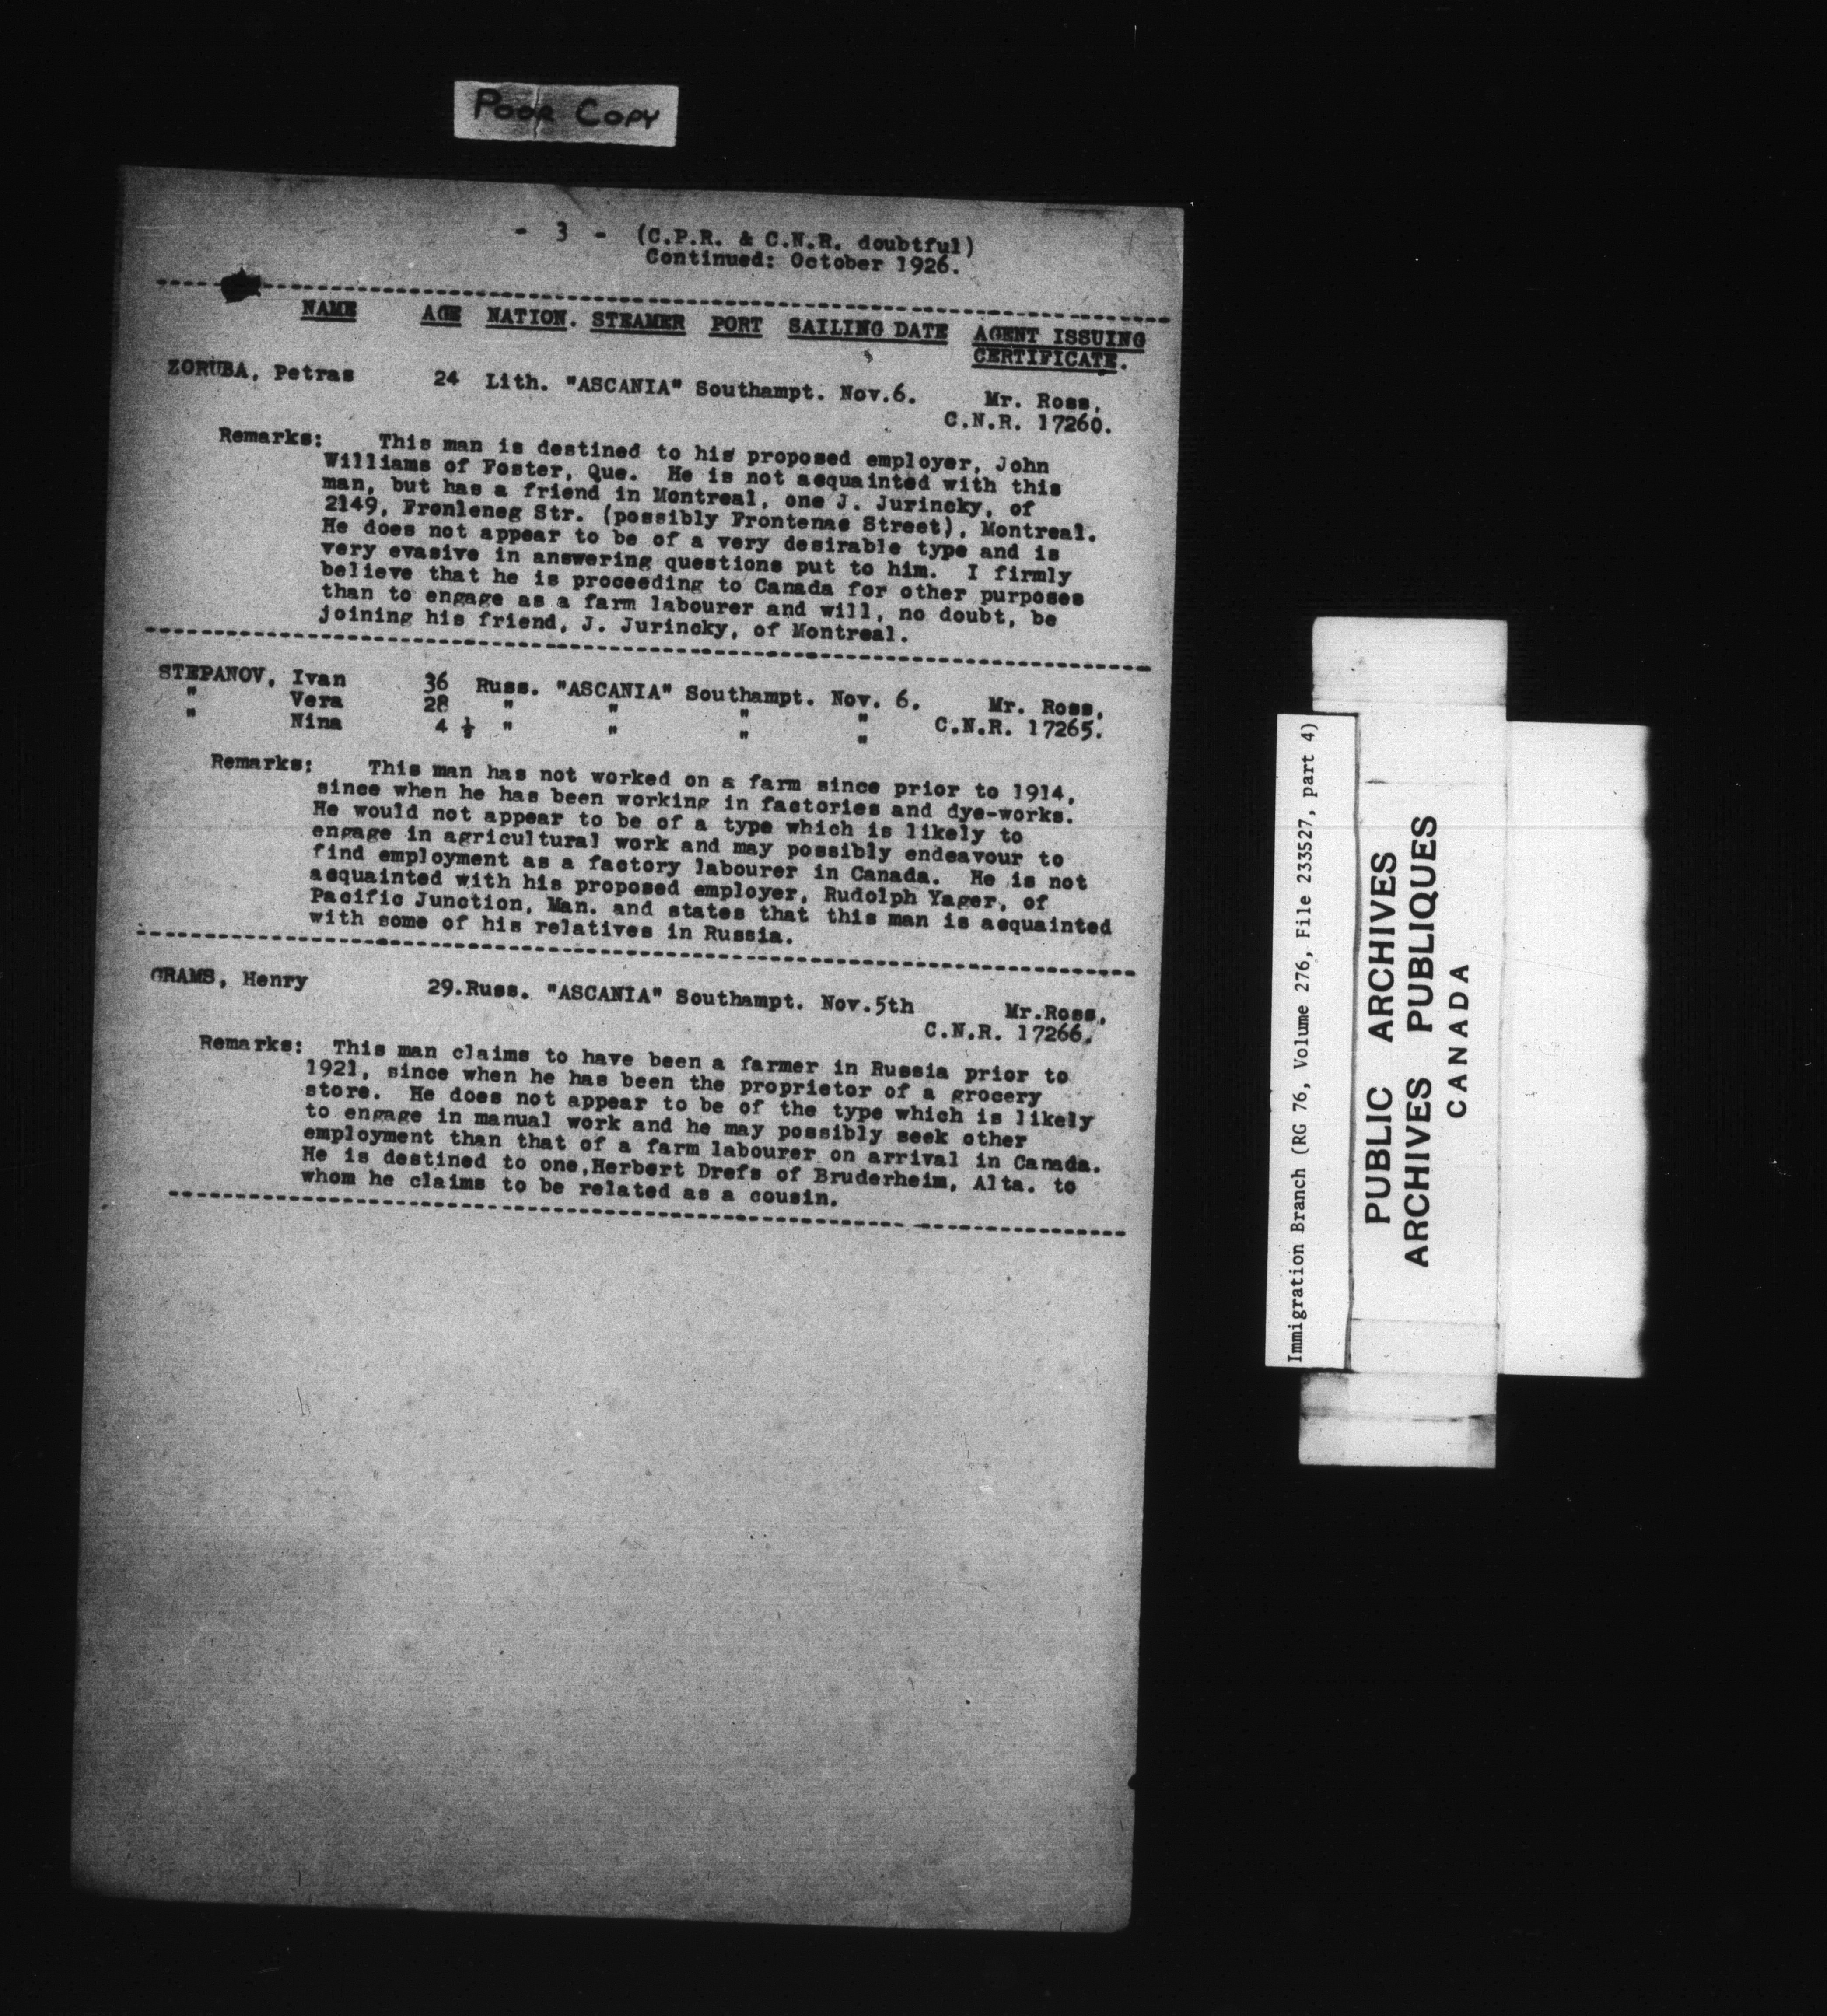 POOR COPY
- 3 - (C.P.R. & C.N.R. doubtful)
Continued: October 1926.
NAME AGE NATION. STEAMER PORT SAILING DATE AGENT ISSUING
CERTIFICATE.
ZORUBA, Petras 24 Lith. "ASCANIA" Southampt. Nov.6. Mr. Ross,
C.N.R. 17260.
Remarks: This man is destined to his proposed employer, John
Williams of Foster, Que. He is not acquainted with this
man, but has a friend in Montreal, one J. Jurincky, of
2149, Fronleneg Str. (possibly Frontenac Street), Montreal.
He does not appear to be of a very desirable type and is
very evasive in answering questions put to him. I firmly
believe that he is proceeding to Canada for other purposes
than to engage as a farm labourer and will, no doubt, be
joining his friend, J. Jurincky, of Montreal.
STEPANOV, Ivan 36 Russ. "ASCANIA" Southampt. Nov. 6. Mr. Ross,
" Vera 28 " " " " C.N.R. 17265.
" Nina 4 ½ " " " "
Remarks: This man has not worked on a farm since prior to 1914,
since when he has been working in factories and dye-works.
He would not appear to be of a type which is likely to
engage in agricultural work and may possibly endeavour to
find employment as a factory labourer in Canada. He is not
acquainted with his proposed employer, Rudolph Yager, of
Pacific Junction, Man. and states that this man is acquainted
with some of his relatives in Russia.
GRAMS, Henry 29.Russ. "ASCANIA" Southampt. Nov.5th Mr.Ross,
C.N.R. 17266.
Remarks: This man claims to have been a farmer in Russia prior to
1921, since when he has been the proprietor of a grocery
store. He does not appear to be of the type which is likely
to engage in manual work and he may possibly seek other
employment than that of a farm labourer on arrival in Canada.
He is destined to one,Herbert Drefs of Bruderheim, Alta. to
whom he claims to be related as a cousin.
Immigration Branch (RG 76, Volume 276, File 233527, part 4)
PUBLIC ARCHIVES
ARCHIVES PUBLIQUES
CANADA